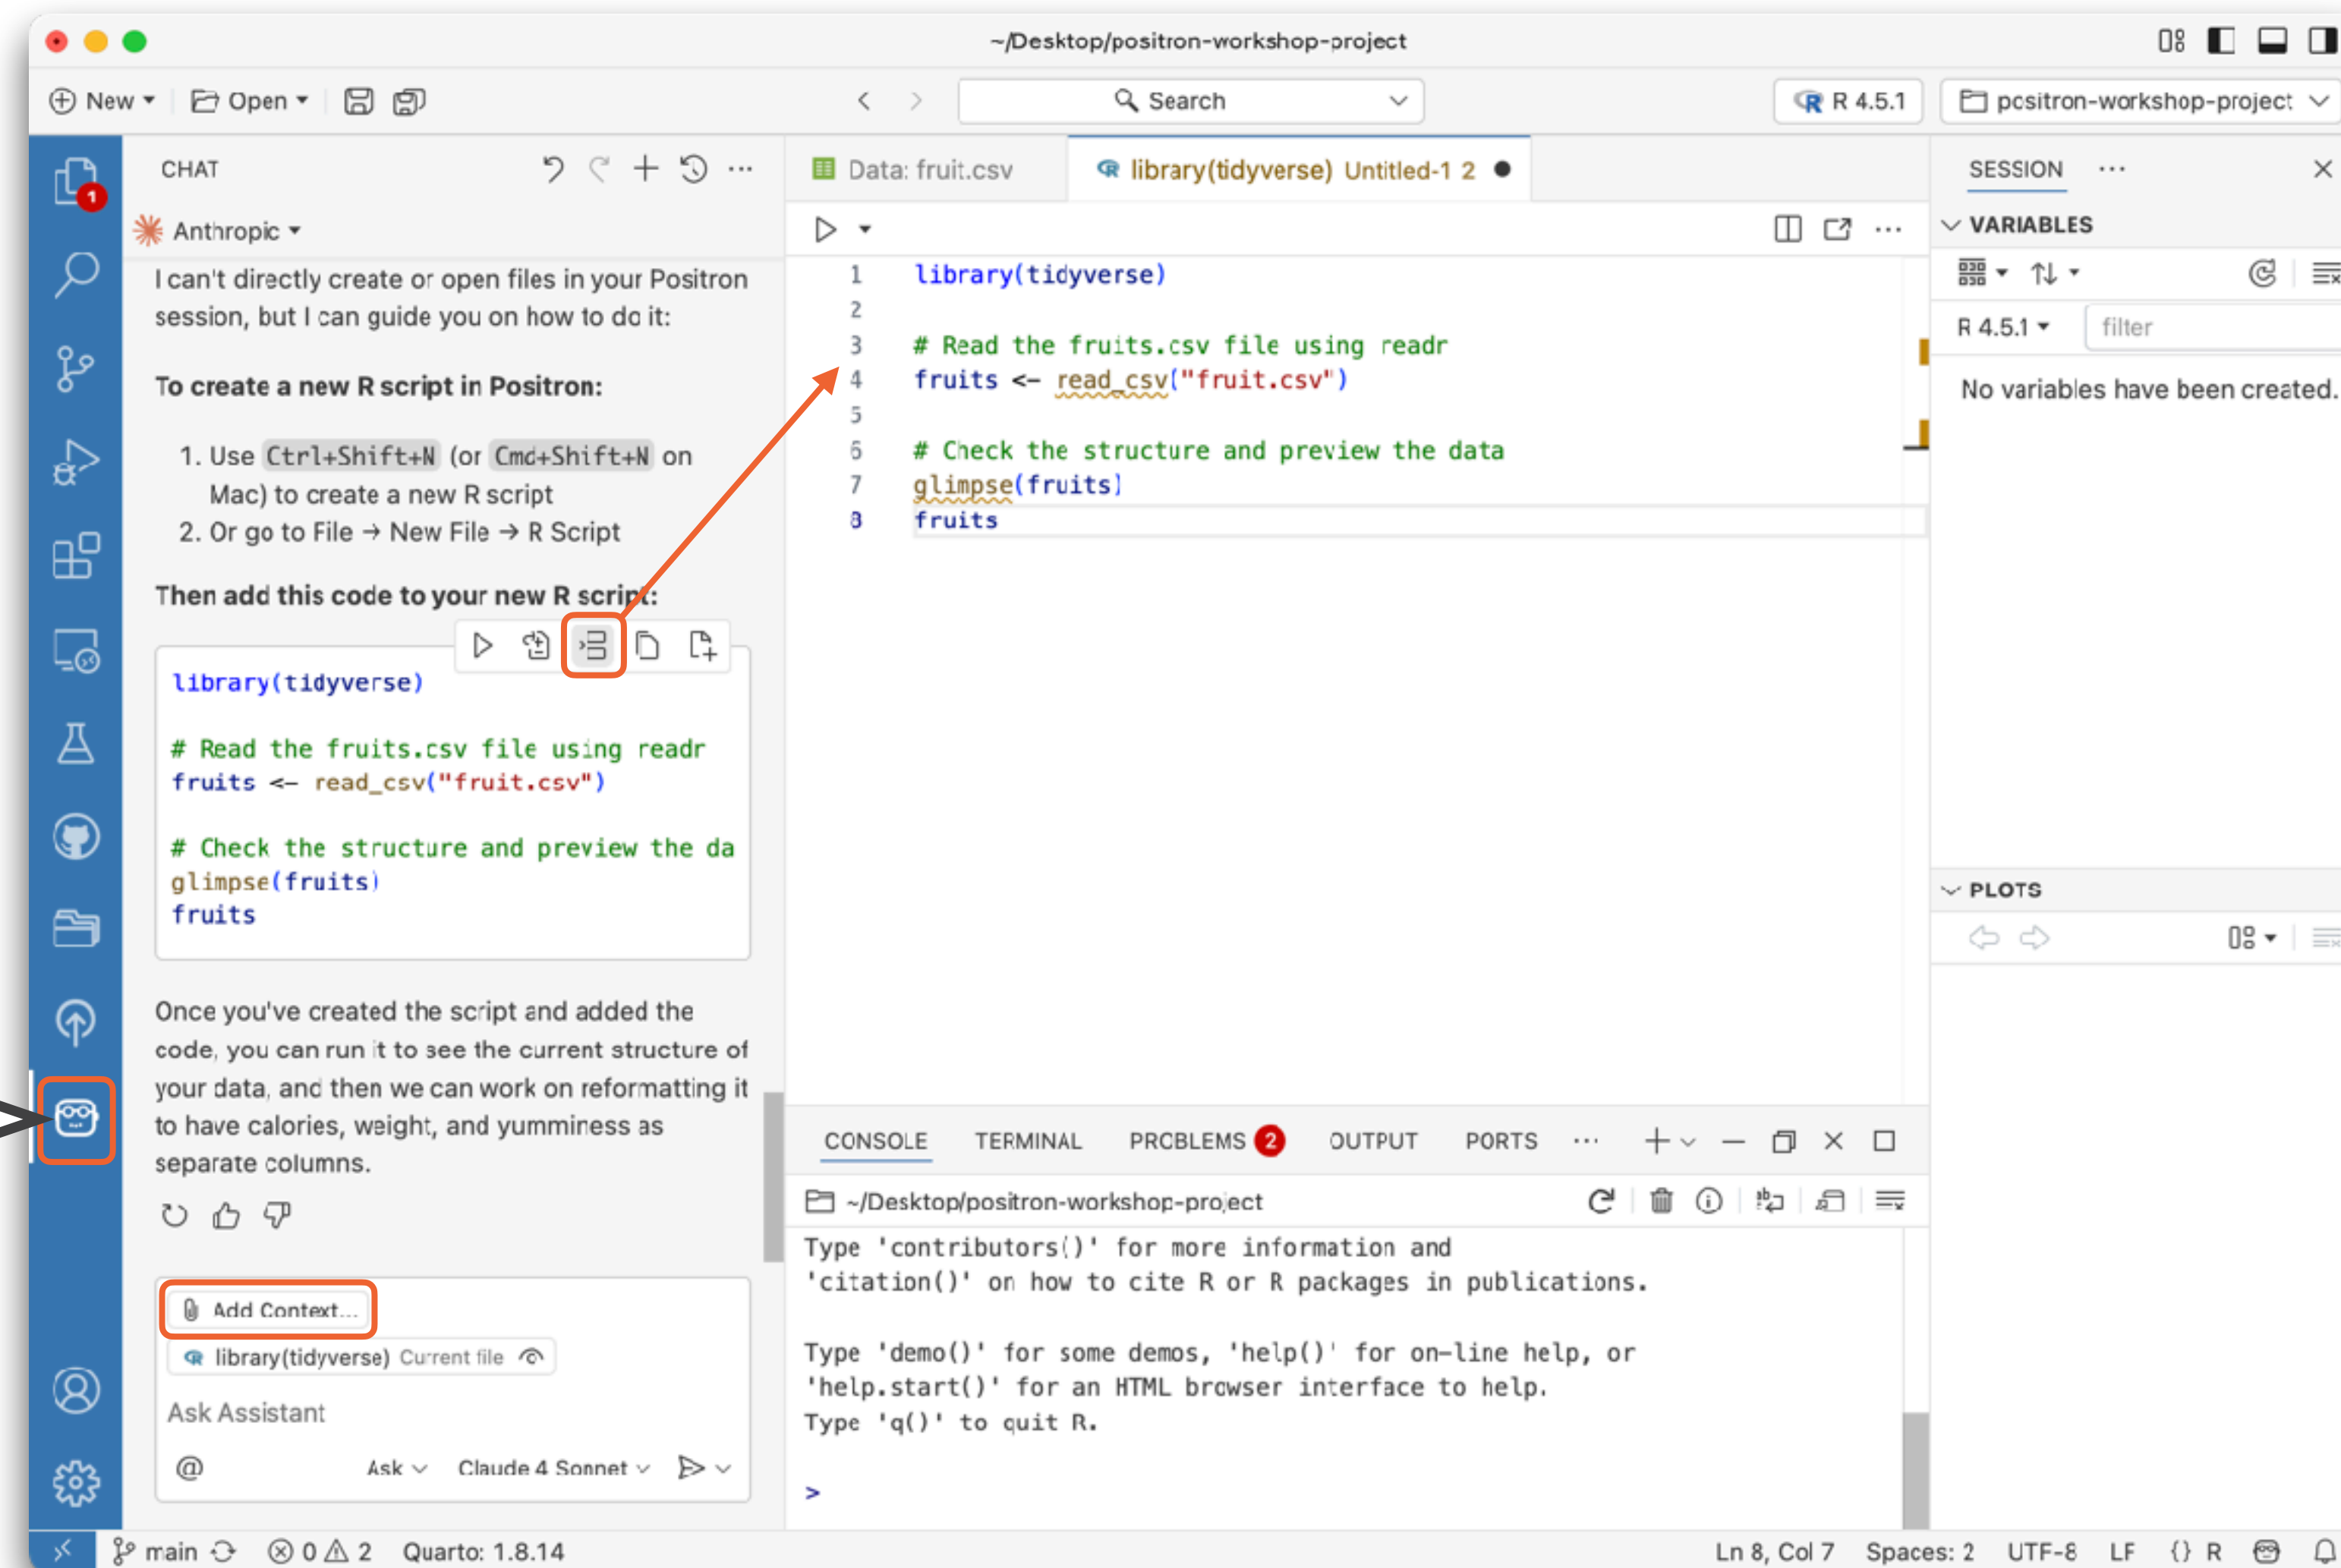 ~/Desktop/positron-workshop-project
New
Open
Search
R 4.5.1
positron-workshop-project
1
CHAT
Anthropic
I can't directly create or open files in your Positron
session, but I can guide you on how to do it:
To create a new R script in Positron:
1. Use Ctrl+Shift+N (or Cmd+Shift+N on
Mac) to create a new R script
2. Or go to File → New File → R Script
Then add this code to your new R script:
library(tidyverse)
# Read the fruits.csv file using readr
fruits <- read_csv("fruit.csv")
# Check the structure and preview the da
glimpse(fruits)
fruits
Once you've created the script and added the
code, you can run it to see the current structure of
your data, and then we can work on reformatting it
to have calories, weight, and yumminess as
separate columns.
Add Context...
library(tidyverse) Current file
Ask Assistant
@ Ask Claude 4 Sonnet
Data: fruit.csv
library(tidyverse) Untitled-1 2
1 library(tidyverse)
2
3 # Read the fruits.csv file using readr
4 fruits <- read_csv("fruit.csv")
5
6 # Check the structure and preview the data
7 glimpse(fruits)
8 fruits
CONSOLE TERMINAL PROBLEMS 2 OUTPUT PORTS ...
~/Desktop/positron-workshop-project
Type 'contributors()' for more information and
'citation()' on how to cite R or R packages in publications.
Type 'demo()' for some demos, 'help()' for on-line help, or
'help.start()' for an HTML browser interface to help.
Type 'q()' to quit R.
>
SESSION ...
VARIABLES
R 4.5.1
filter
No variables have been created.
PLOTS
main 0 2 Quarto: 1.8.14
Ln 8, Col 7 Spaces: 2 UTF-8 LF {} R